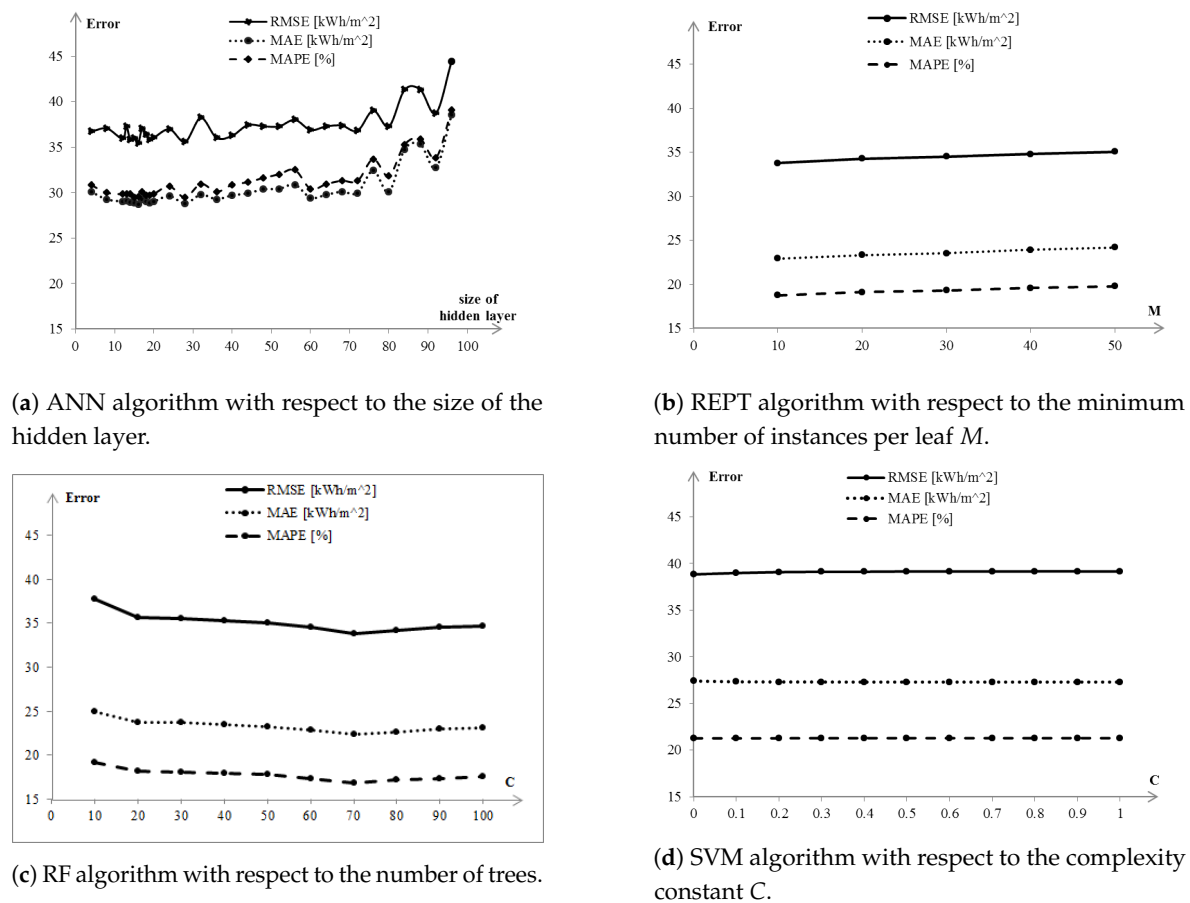 Error
RMSE [kWh/m^2]
MAE [kWh/m^2]
MAPE [%]
45
40
35
30
25
20
15
0 10 20 30 40 50 60 70 80 90 100
size of
hidden layer
(a) ANN algorithm with respect to the size of the
hidden layer.
Error
RMSE [kWh/m^2]
MAE [kWh/m^2]
MAPE [%]
45
40
35
30
25
20
15
0 10 20 30 40 50
M
(b) REPT algorithm with respect to the minimum
number of instances per leaf M.
Error
RMSE [kWh/m^2]
MAE [kWh/m^2]
MAPE [%]
45
40
35
30
25
20
15
0 10 20 30 40 50 60 70 80 90 100
C
(c) RF algorithm with respect to the number of trees.
Error
RMSE [kWh/m^2]
MAE [kWh/m^2]
MAPE [%]
45
40
35
30
25
20
15
0 0.1 0.2 0.3 0.4 0.5 0.6 0.7 0.8 0.9 1
C
(d) SVM algorithm with respect to the complexity
constant C.